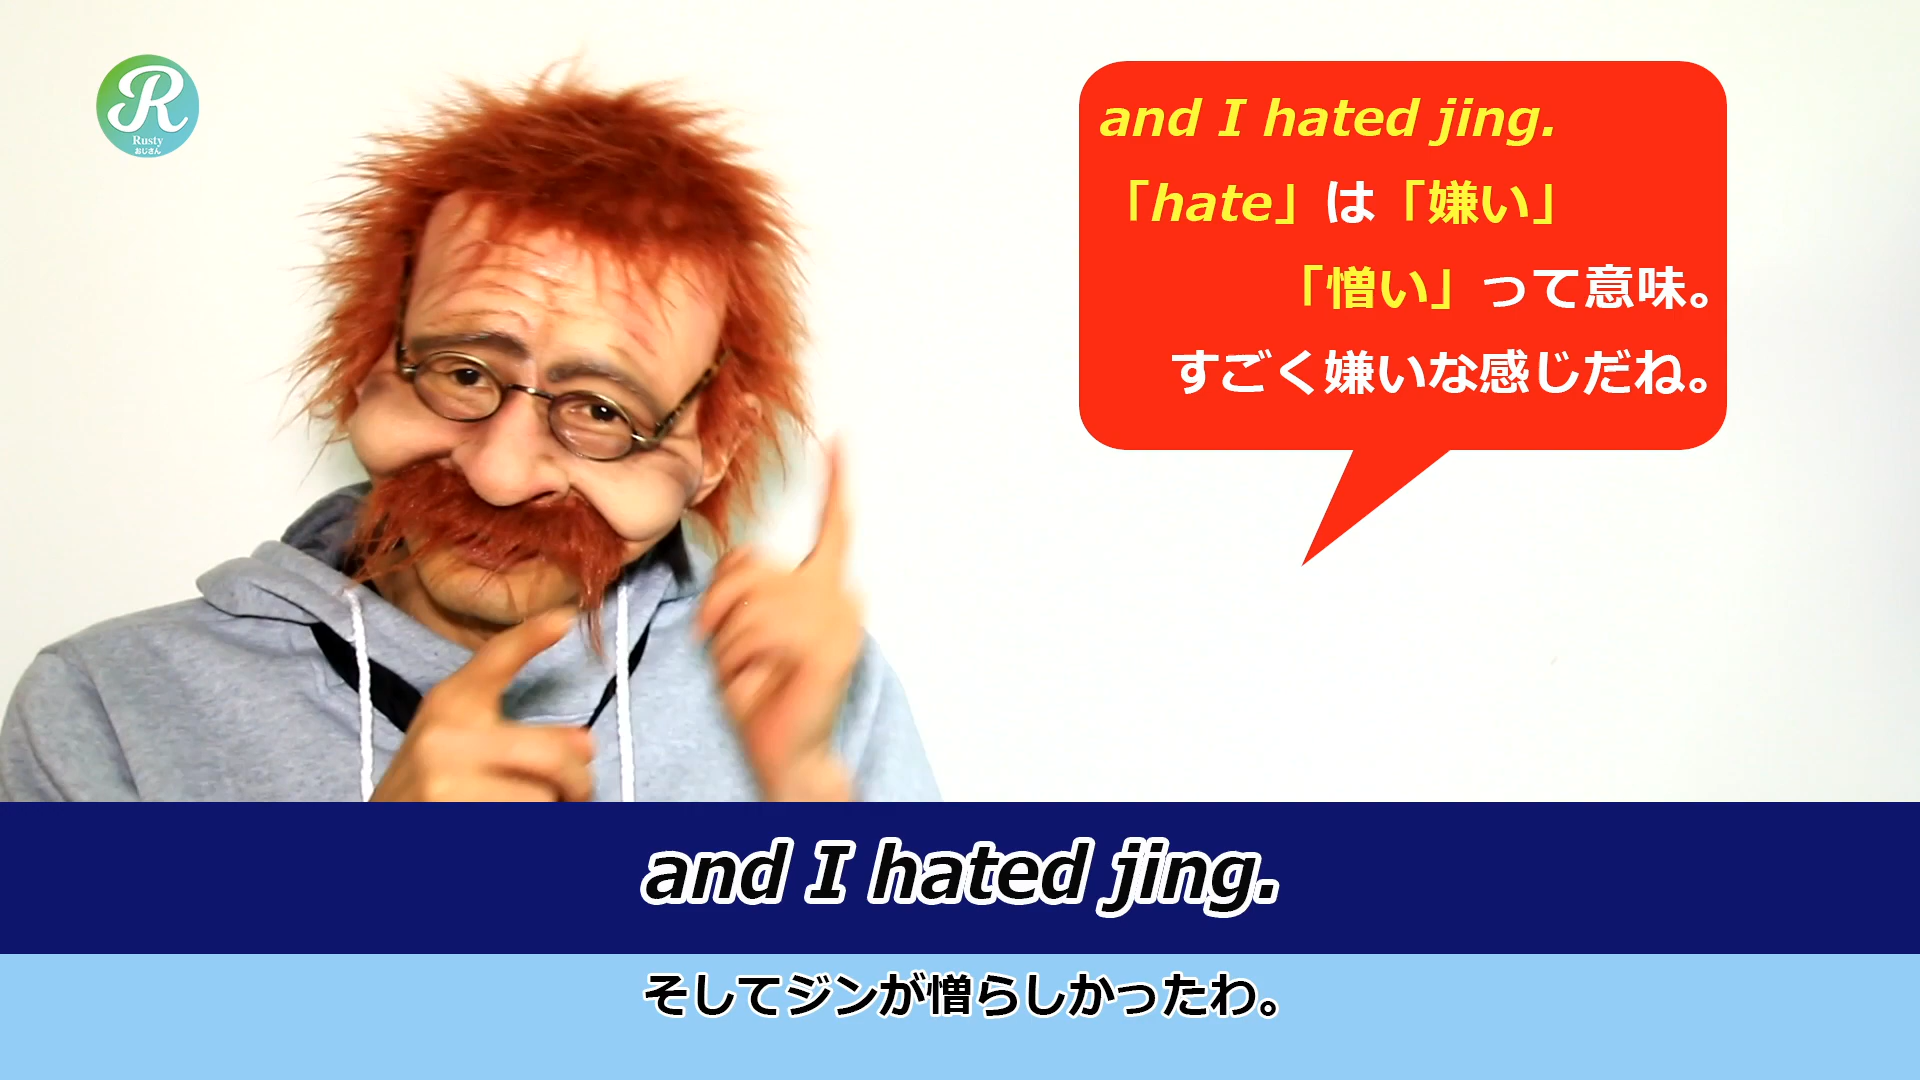 R
Rusty
おじさん
and I hated jing.
「hate」は「嫌い」
「憎い」って意味。
すごく嫌いな感じだね。
and I hated jing.
そしてジンが憎らしかったわ。